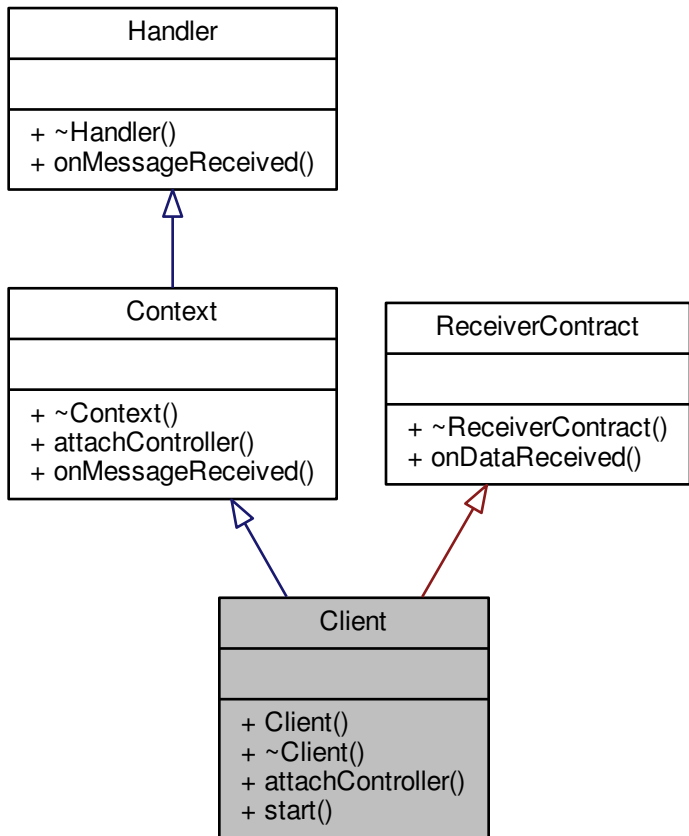 Handler
+ ~Handler()
+ onMessageReceived()
Context
+ ~Context()
+ attachController()
+ onMessageReceived()
ReceiverContract
+ ~ReceiverContract()
+ onDataReceived()
Client
+ Client()
+ ~Client()
+ attachController()
+ start()